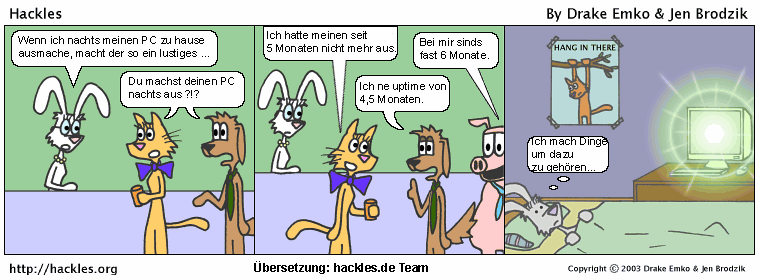 Hackles
By Drake Emko & Jen Brodzik
Wenn ich nachts meinen PC zu hause
ausmache, macht der so ein lustiges ...
Du machst deinen PC
nachts aus ?!?
Ich hatte meinen seit
5 Monaten nicht mehr aus.
Bei mir sinds
fast 6 Monate.
Ich ne uptime von
4,5 Monaten.
HANG IN THERE
Ich mach Dinge
um dazu
zu gehören...
http://hackles.org
Übersetzung: hackles.de Team
Copyright © 2003 Drake Emko & Jen Brodzik